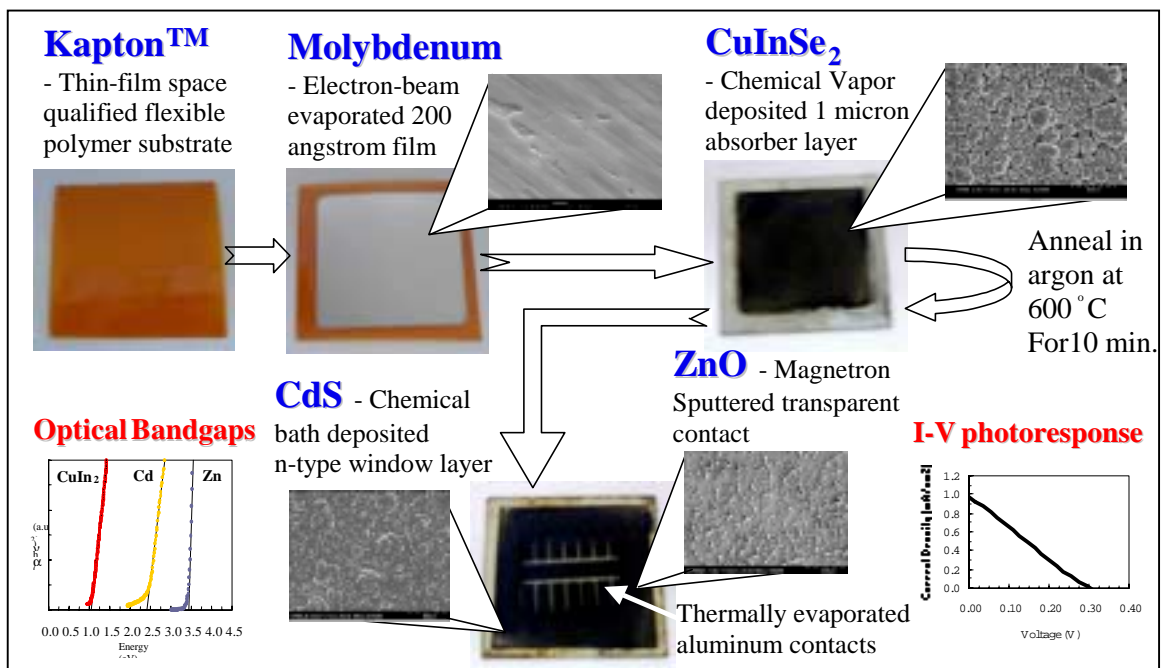 Kapton™
- Thin-film space
qualified flexible
polymer substrate
Molybdenum
- Electron-beam
evaporated 200
angstrom film
CuInSe2
- Chemical Vapor
deposited 1 micron
absorber layer
Anneal in
argon at
600 °C
For10 min.
CdS - Chemical
bath deposited
n-type window layer
ZnO - Magnetron
Sputtered transparent
contact
Thermally evaporated
aluminum contacts
Optical Bandgaps
CuIn2 Cd Zn
(a.u
0.0 0.5 1.0 1.5 2.0 2.5 3.0 3.5 4.0 4.5
Energy
I-V photoresponse
Current Density [mA/cm2]
1.2
1.0
0.8
0.6
0.4
0.2
0.0
0.00 0.10 0.20 0.30 0.40
Voltage (V)